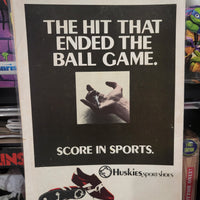 THE HIT THAT
ENDED THE
BALL GAME.
SCORE IN SPORTS.
Huskies sportshoes